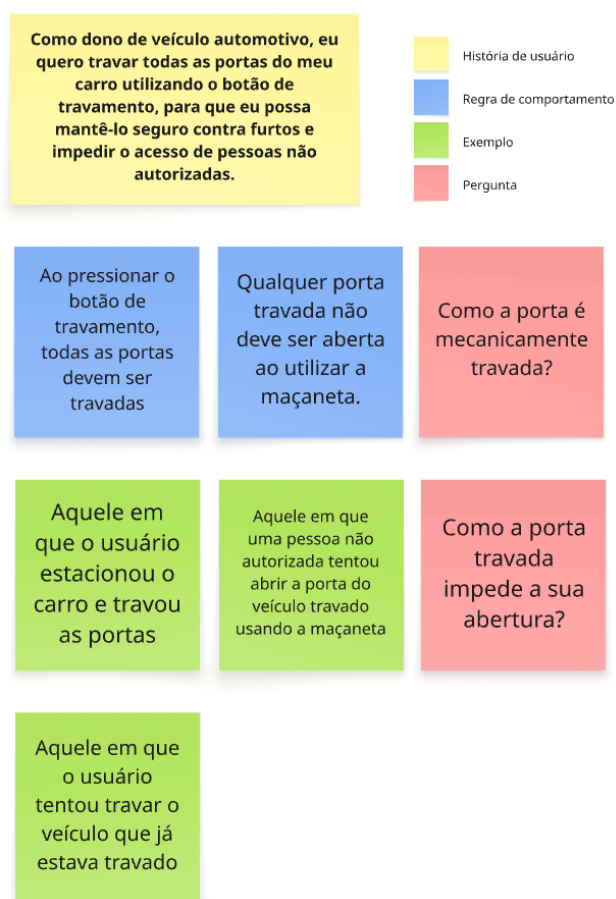 Como dono de veículo automotivo, eu
quero travar todas as portas do meu
carro utilizando o botão de
travamento, para que eu possa
mantê-lo seguro contra furtos e
impedir o acesso de pessoas não
autorizadas.
História de usuário
Regra de comportamento
Exemplo
Pergunta
Ao pressionar o
botão de
travamento,
todas as portas
devem ser
travadas
Qualquer porta
travada não
deve ser aberta
ao utilizar a
maçaneta.
Como a porta é
mecanicamente
travada?
Aquele em
que o usuário
estacionou o
carro e travou
as portas
Aquele em que
uma pessoa não
autorizada tentou
abrir a porta do
veículo travado
usando a maçaneta
Como a porta
travada
impede a sua
abertura?
Aquele em que
o usuário
tentou travar o
veículo que já
estava travado